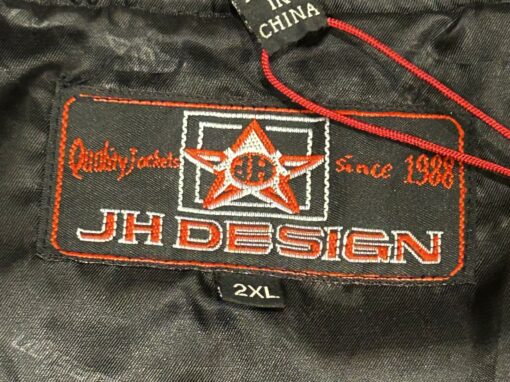 IN
CHINA
Quality Jackets
JH
since 1988
JH DESIGN
2XL